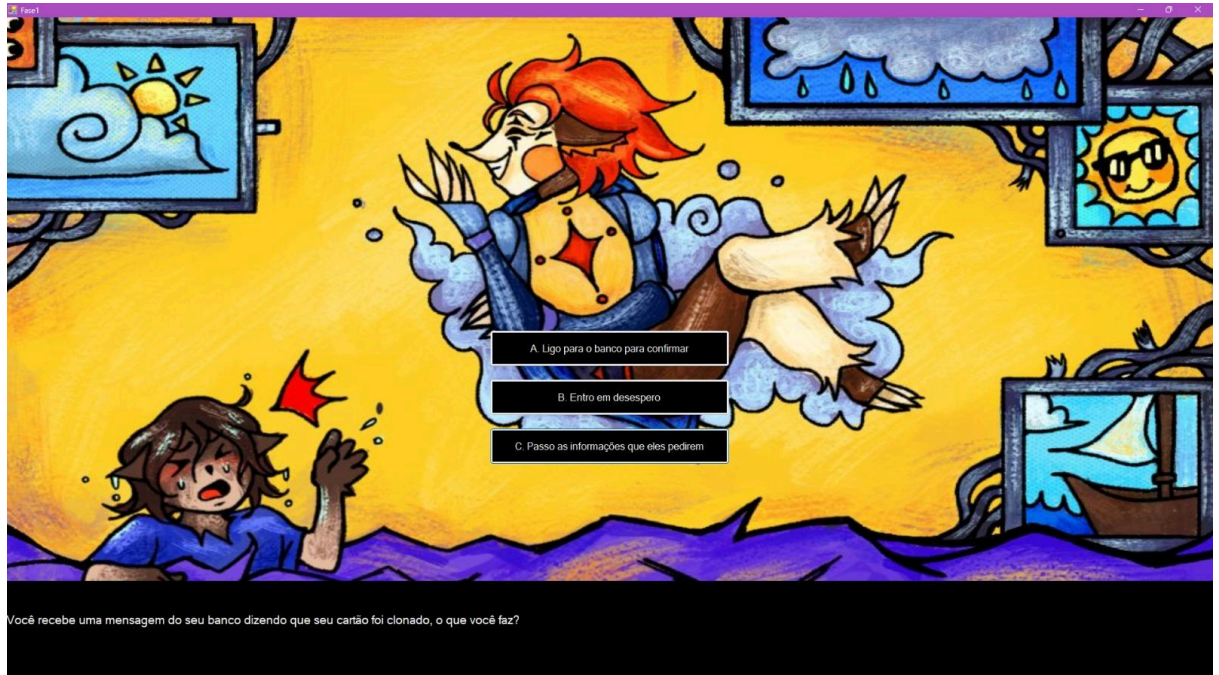 Fase1
A. Ligo para o banco para confirmar
B. Entro em desespero
C. Passo as informações que eles pedirem
Você recebe uma mensagem do seu banco dizendo que seu cartão foi clonado, o que você faz?